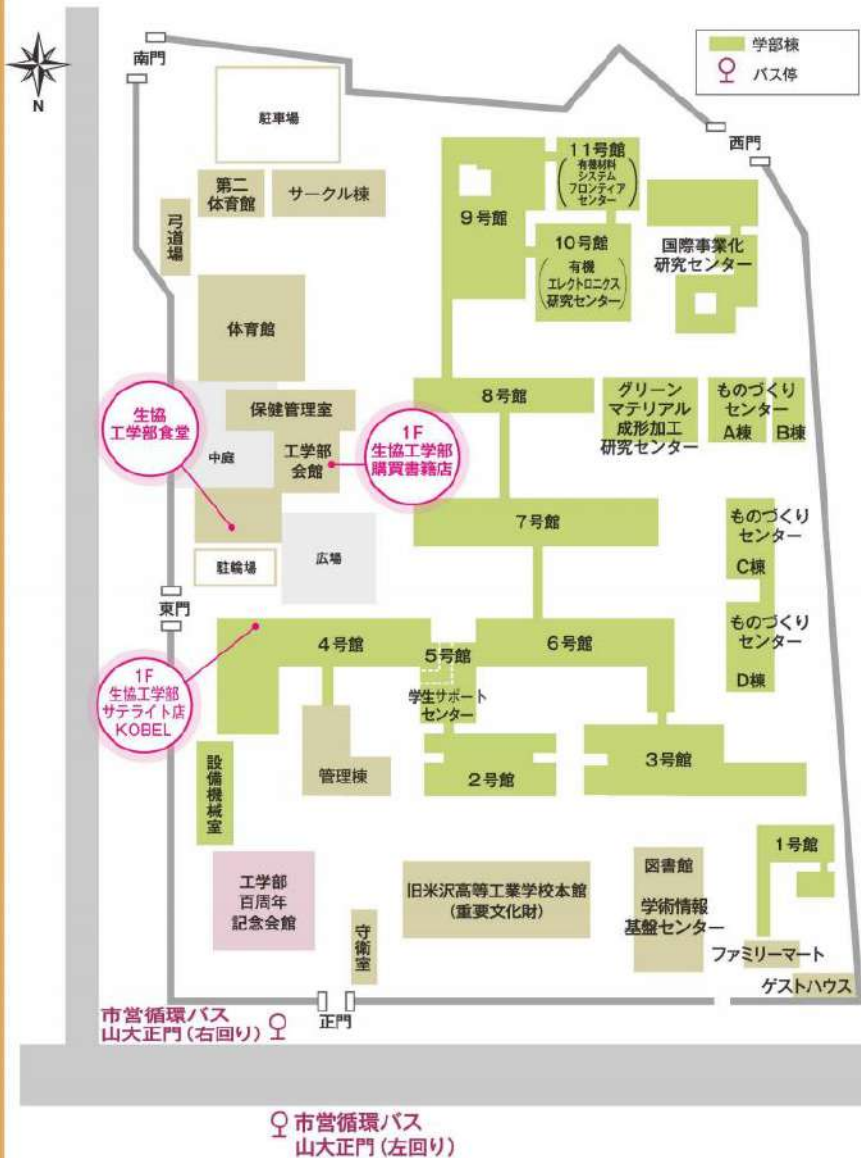 学部棟
バス停
N
南門
駐車場
西門
第二
体育館
サークル棟
弓道場
9号館
11号館
(有機材料
システム
フロンティア
センター)
10号館
(有機
エレクトロニクス
研究センター)
国際事業化
研究センター
体育館
生協
工学部食堂
保健管理室
中庭
工学部
会館
1F
生協工学部
購買書籍店
8号館
グリーン
マテリアル
成形加工
研究センター
ものづくり
センター
A棟
B棟
7号館
ものづくり
センター
C棟
駐輪場
広場
東門
4号館
5号館
学生サポート
センター
6号館
ものづくり
センター
D棟
1F
生協工学部
サテライト店
KOBEL
設備機械室
管理棟
2号館
3号館
1号館
工学部
百周年
記念会館
守衛室
旧米沢高等工業学校本館
(重要文化財)
図書館
学術情報
基盤センター
ファミリーマート
ゲストハウス
正門
市営循環バス
山大正門(右回り)
市営循環バス
山大正門(左回り)